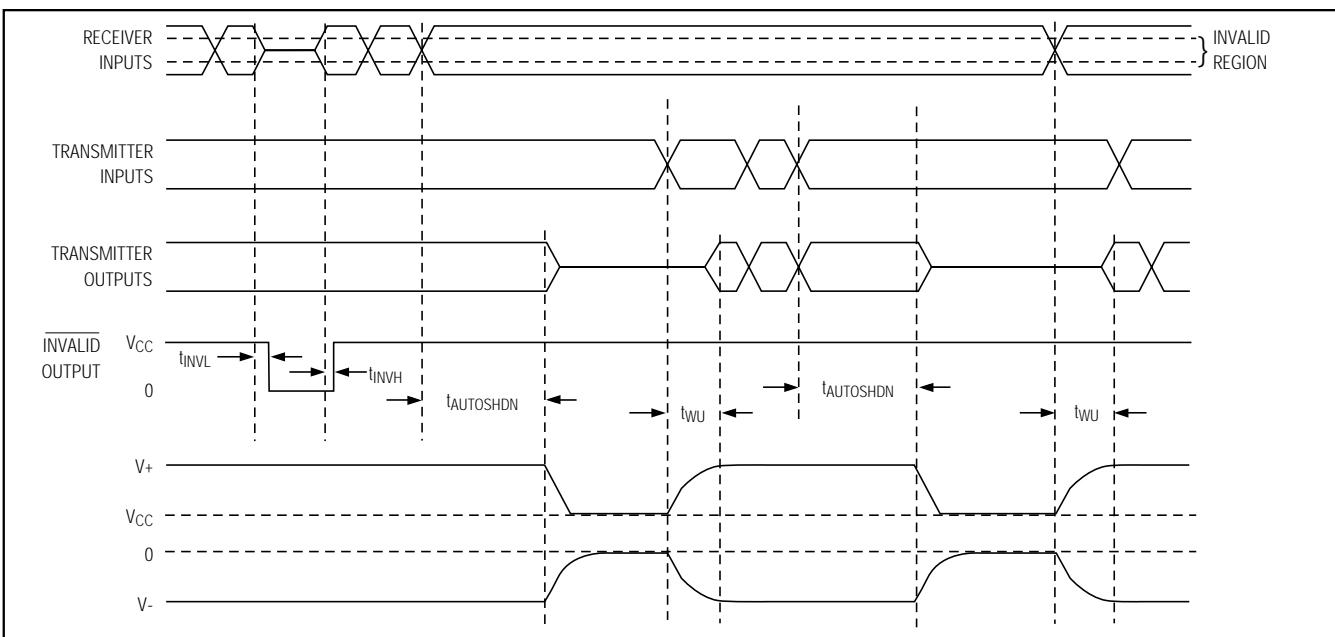 RECEIVER
INPUTS
} INVALID
REGION
TRANSMITTER
INPUTS
TRANSMITTER
OUTPUTS
INVALID
OUTPUT
VCC
0
tINVL
tINVH
tAUTOSHDN
tWU
tAUTOSHDN
tWU
V+
VCC
0
V-